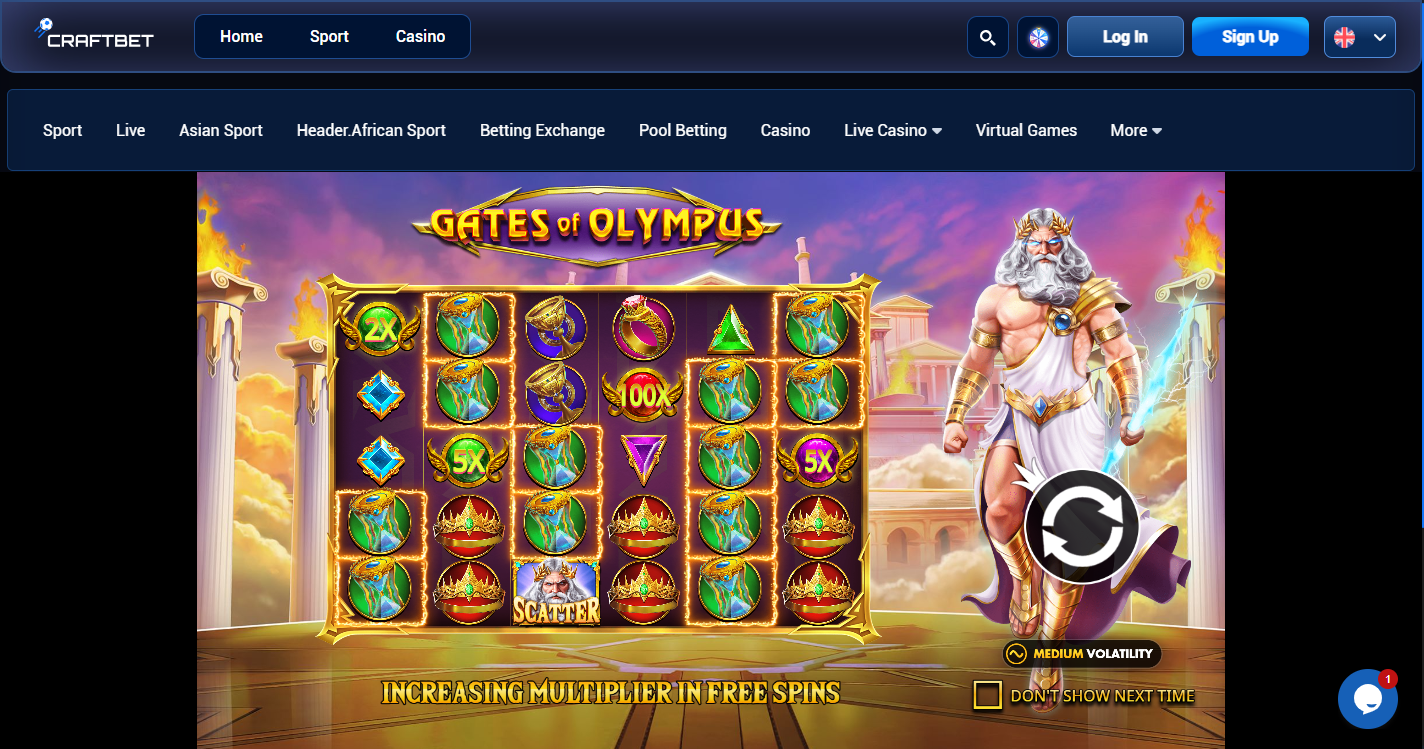 CRAFTBET
Home Sport Casino
Log In Sign Up
Sport Live Asian Sport Header.African Sport Betting Exchange Pool Betting Casino Live Casino Virtual Games More
GATES OF OLYMPUS
2X
100X
5X 5X
SCATTER
MEDIUM VOLATILITY
INCREASING MULTIPLIER IN FREE SPINS
DON'T SHOW NEXT TIME
1